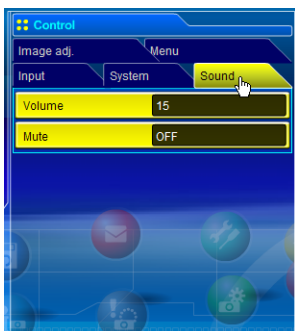 Control
Image adj. Menu
Input System Sound
Volume 15
Mute OFF